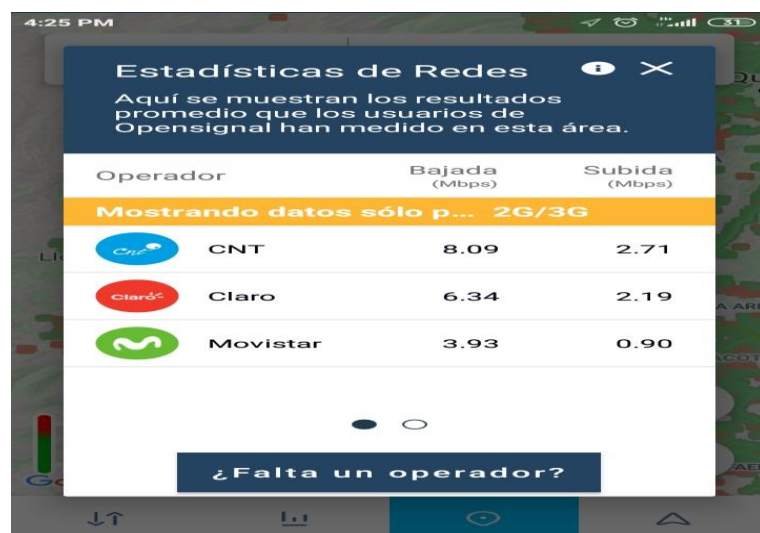 4:25 PM
31
Estadísticas de Redes
Aquí se muestran los resultados
promedio que los usuarios de
Opensignal han medido en esta área.
Operador Bajada Subida
(Mbps) (Mbps)
Mostrando datos sólo p... 2G/3G
Cnt CNT 8.09 2.71
Claro Claro 6.34 2.19
Movistar 3.93 0.90
¿Falta un operador?